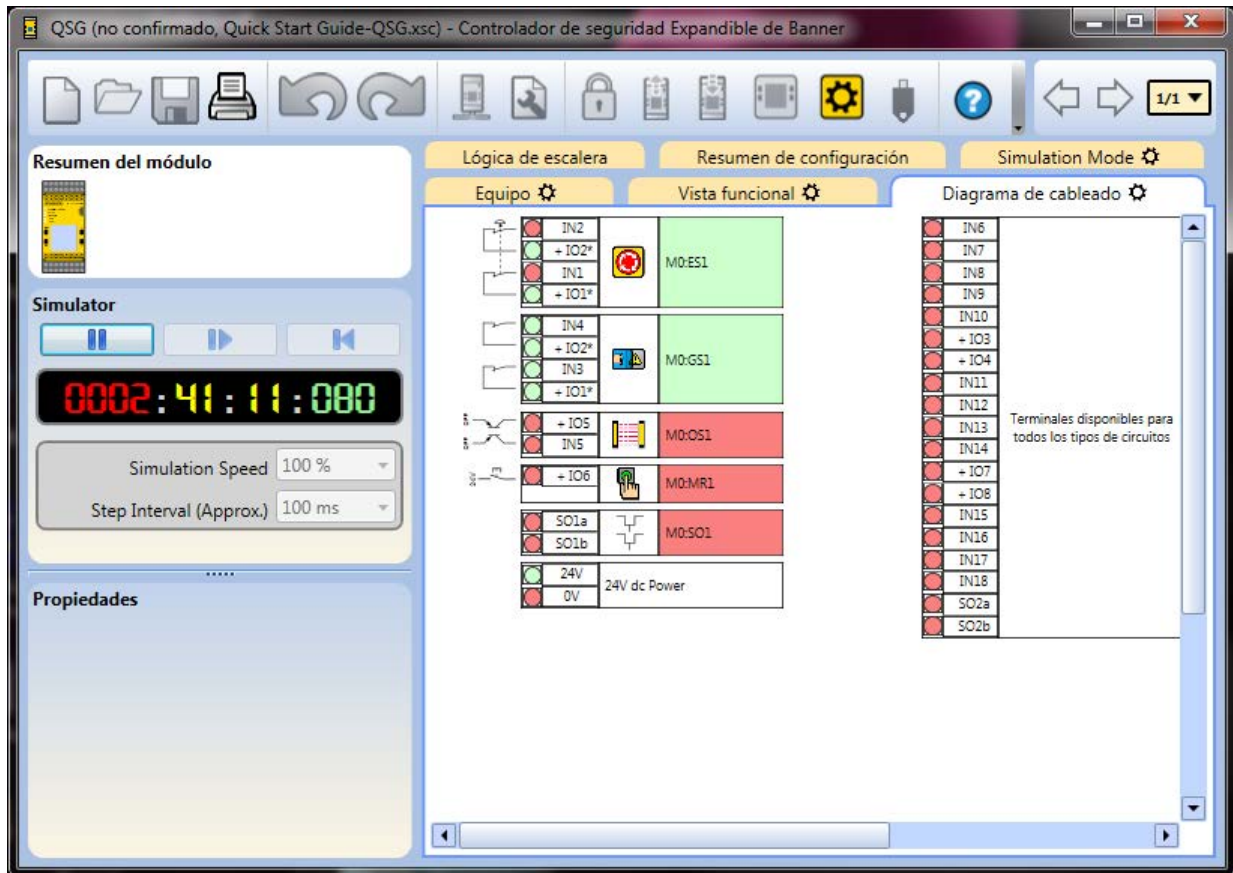 QSG (no confirmado, Quick Start Guide-QSG.xsc) - Controlador de seguridad Expandible de Banner
1/1
Resumen del módulo
Simulator
0002:41:11:080
Simulation Speed 100 %
Step Interval (Approx.) 100 ms
Propiedades
Lógica de escalera
Resumen de configuración
Simulation Mode
Equipo
Vista funcional
Diagrama de cableado
IN2
+ IO2*
IN1
+ IO1*
M0:ES1
IN4
+ IO2*
IN3
+ IO1*
M0:GS1
+ IO5
IN5
M0:OS1
24V
+ IO6
M0:MR1
SO1a
SO1b
M0:SO1
24V
0V
24V dc Power
IN6
IN7
IN8
IN9
IN10
+ IO3
+ IO4
IN11
IN12
IN13
IN14
+ IO7
+ IO8
IN15
IN16
IN17
IN18
SO2a
SO2b
Terminales disponibles para
todos los tipos de circuitos